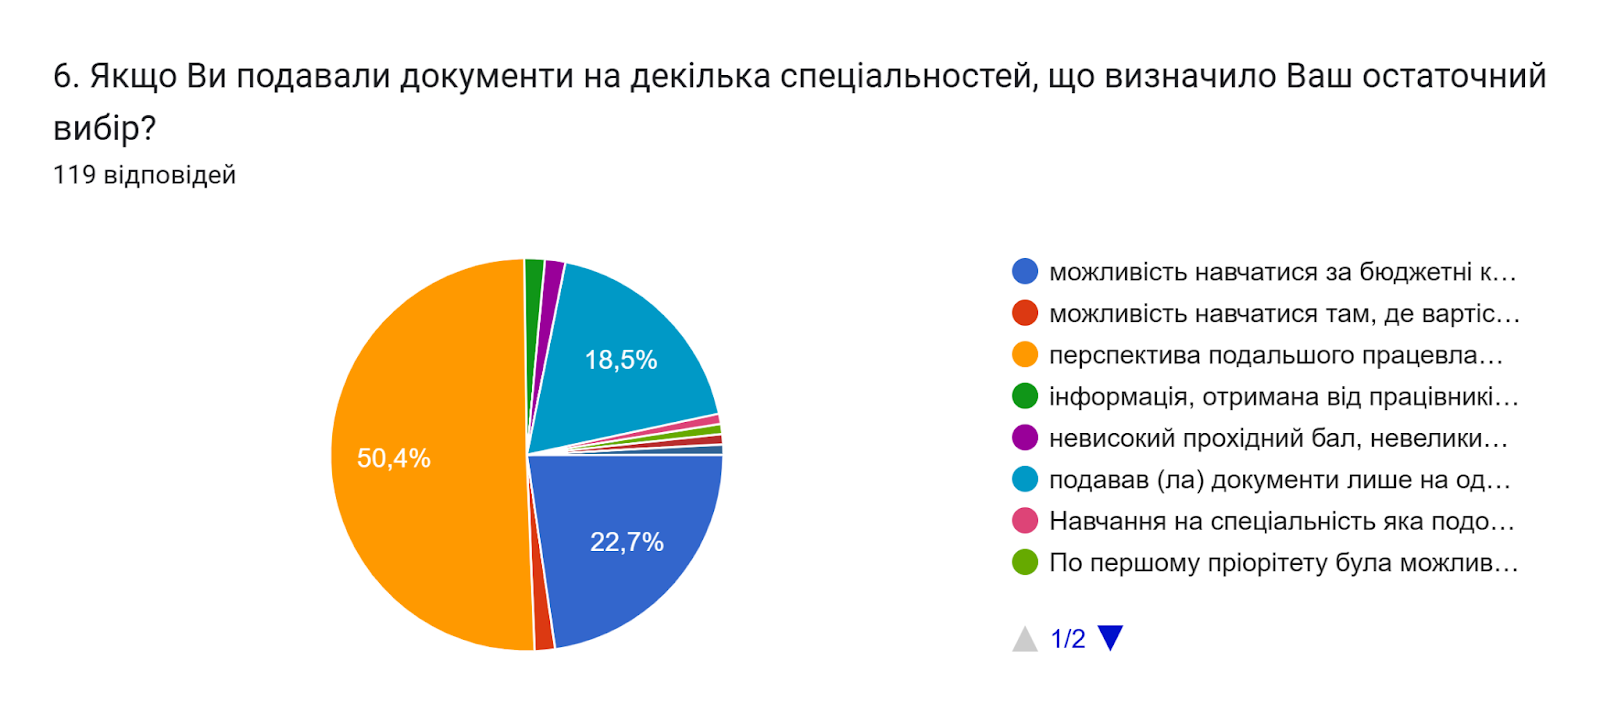 6. Якщо Ви подавали документи на декілька спеціальностей, що визначило Ваш остаточний
вибір?
119 відповідей
можливість навчатися за бюджетні к...
можливість навчатися там, де вартіс...
перспектива подальшого працевла...
інформація, отримана від працівникі...
невисокий прохідний бал, невелики...
подавав (ла) документи лише на од...
Навчання на спеціальність яка подо...
По першому пріорітету була можлив...
1/2
18,5%
50,4%
22,7%